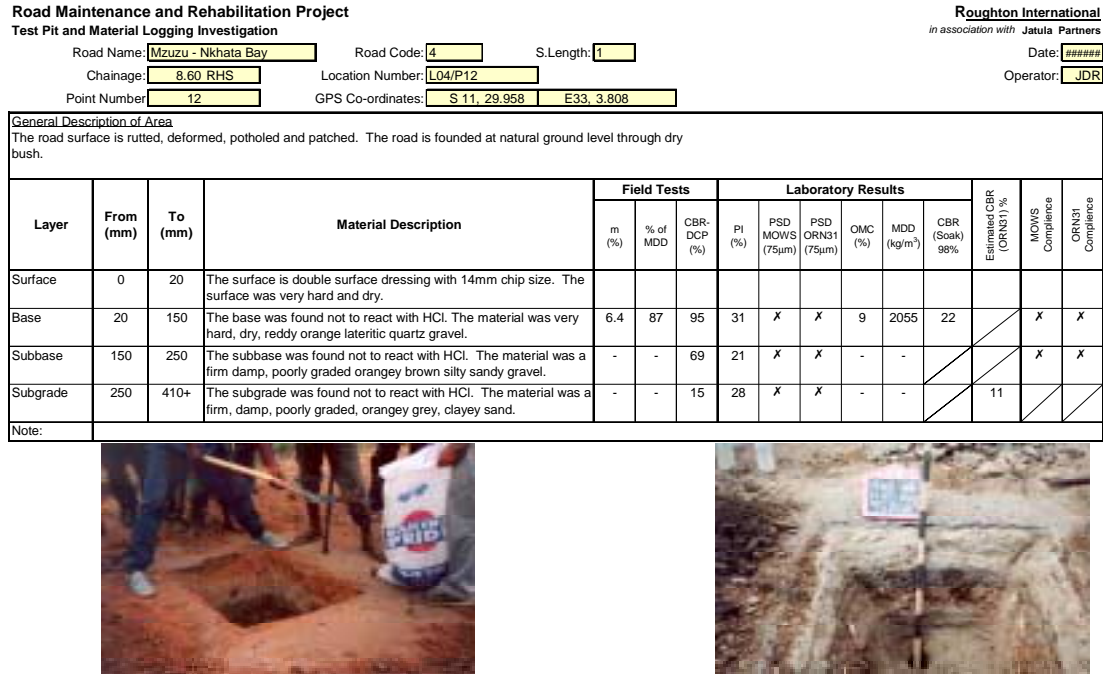 Road Maintenance and Rehabilitation Project
Roughton International
Test Pit and Material Logging Investigation
in association with Jatula Partners
Road Name: Mzuzu - Nkhata Bay Road Code: 4 S.Length: 1 Date: ######
Chainage: 8.60 RHS Location Number: L04/P12 Operator: JDR
Point Number 12 GPS Co-ordinates: S 11, 29.958 E33, 3.808
General Description of Area
The road surface is rutted, deformed, potholed and patched. The road is founded at natural ground level through dry
bush.
Layer From (mm) To (mm) Material Description Field Tests Laboratory Results Estimated CBR (ORN31) % MOWS Complience ORN31 Complience
m (%) % of MDD CBR-DCP (%) PI (%) PSD MOWS (75µm) PSD ORN31 (75µm) OMC (%) MDD (kg/m³) CBR (Soak) 98%
Surface 0 20 The surface is double surface dressing with 14mm chip size. The
surface was very hard and dry.
Base 20 150 The base was found not to react with HCl. The material was very 6.4 87 95 31 ✗ ✗ 9 2055 22 ✗ ✗
hard, dry, reddy orange lateritic quartz gravel.
Subbase 150 250 The subbase was found not to react with HCl. The material was a - - 69 21 ✗ ✗ - - ✗ ✗
firm damp, poorly graded orangey brown silty sandy gravel.
Subgrade 250 410+ The subgrade was found not to react with HCl. The material was a - - 15 28 ✗ ✗ - - 11
firm, damp, poorly graded, orangey grey, clayey sand.
Note: